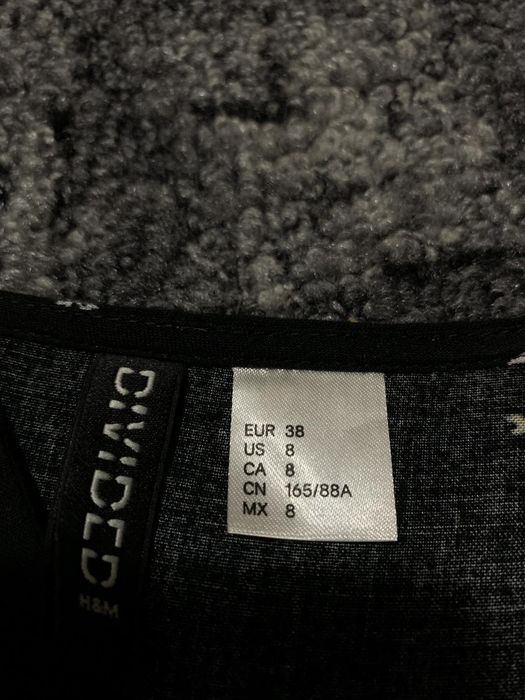 DIVIDED
H&M
EUR 38
US 8
CA 8
CN 165/88A
MX 8